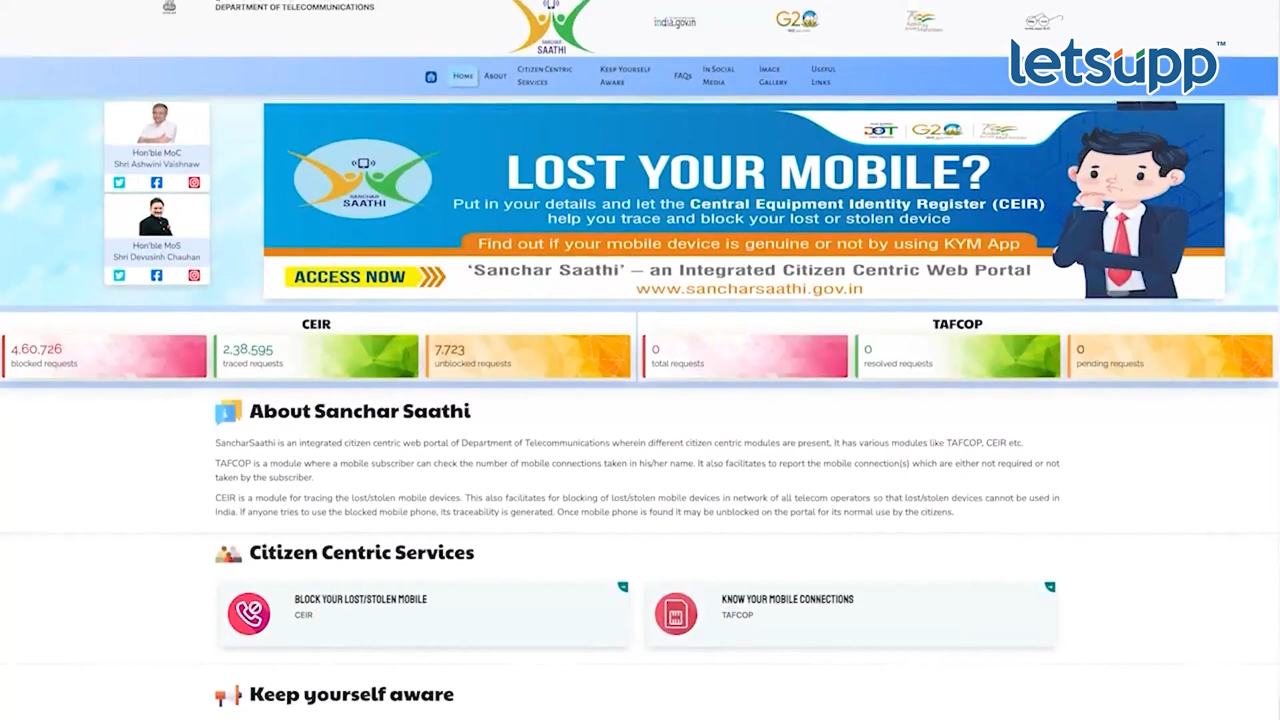 DEPARTMENT OF TELECOMMUNICATIONS
SANCHAR
SAATHI
india.gov.in
G20
letsupp™
HOME
ABOUT
CITIZEN CENTRIC
SERVICES
KEEP YOURSELF
AWARE
FAQS
IN SOCIAL
MEDIA
IMAGE
GALLERY
USEFUL
LINKS
Hon'ble MoC
Shri Ashwini Vaishnaw
Hon'ble MoS
Shri Devusinh Chauhan
SANCHAR
SAATHI
G20
LOST YOUR MOBILE?
Put in your details and let the Central Equipment Identity Register (CEIR)
help you trace and block your lost or stolen device
Find out if your mobile device is genuine or not by using KYM App
ACCESS NOW
'Sanchar Saathi' – an Integrated Citizen Centric Web Portal
www.sancharsaathi.gov.in
CEIR
4,60,726
blocked requests
2,38,595
traced requests
7,723
unblocked requests
TAFCOP
0
total requests
0
resolved requests
0
pending requests
About Sanchar Saathi
SancharSaathi is an integrated citizen centric web portal of Department of Telecommunications wherein different citizen centric modules are present. It has various modules like TAFCOP, CEIR etc.
TAFCOP is a module where a mobile subscriber can check the number of mobile connections taken in his/her name. It also facilitates to report the mobile connection(s) which are either not required or not
taken by the subscriber.
CEIR is a module for tracing the lost/stolen mobile devices. This also facilitates for blocking of lost/stolen mobile devices in network of all telecom operators so that lost/stolen devices cannot be used in
India. If anyone tries to use the blocked mobile phone, its traceability is generated. Once mobile phone is found it may be unblocked on the portal for its normal use by the citizens.
Citizen Centric Services
BLOCK YOUR LOST/STOLEN MOBILE
CEIR
KNOW YOUR MOBILE CONNECTIONS
TAFCOP
Keep yourself aware